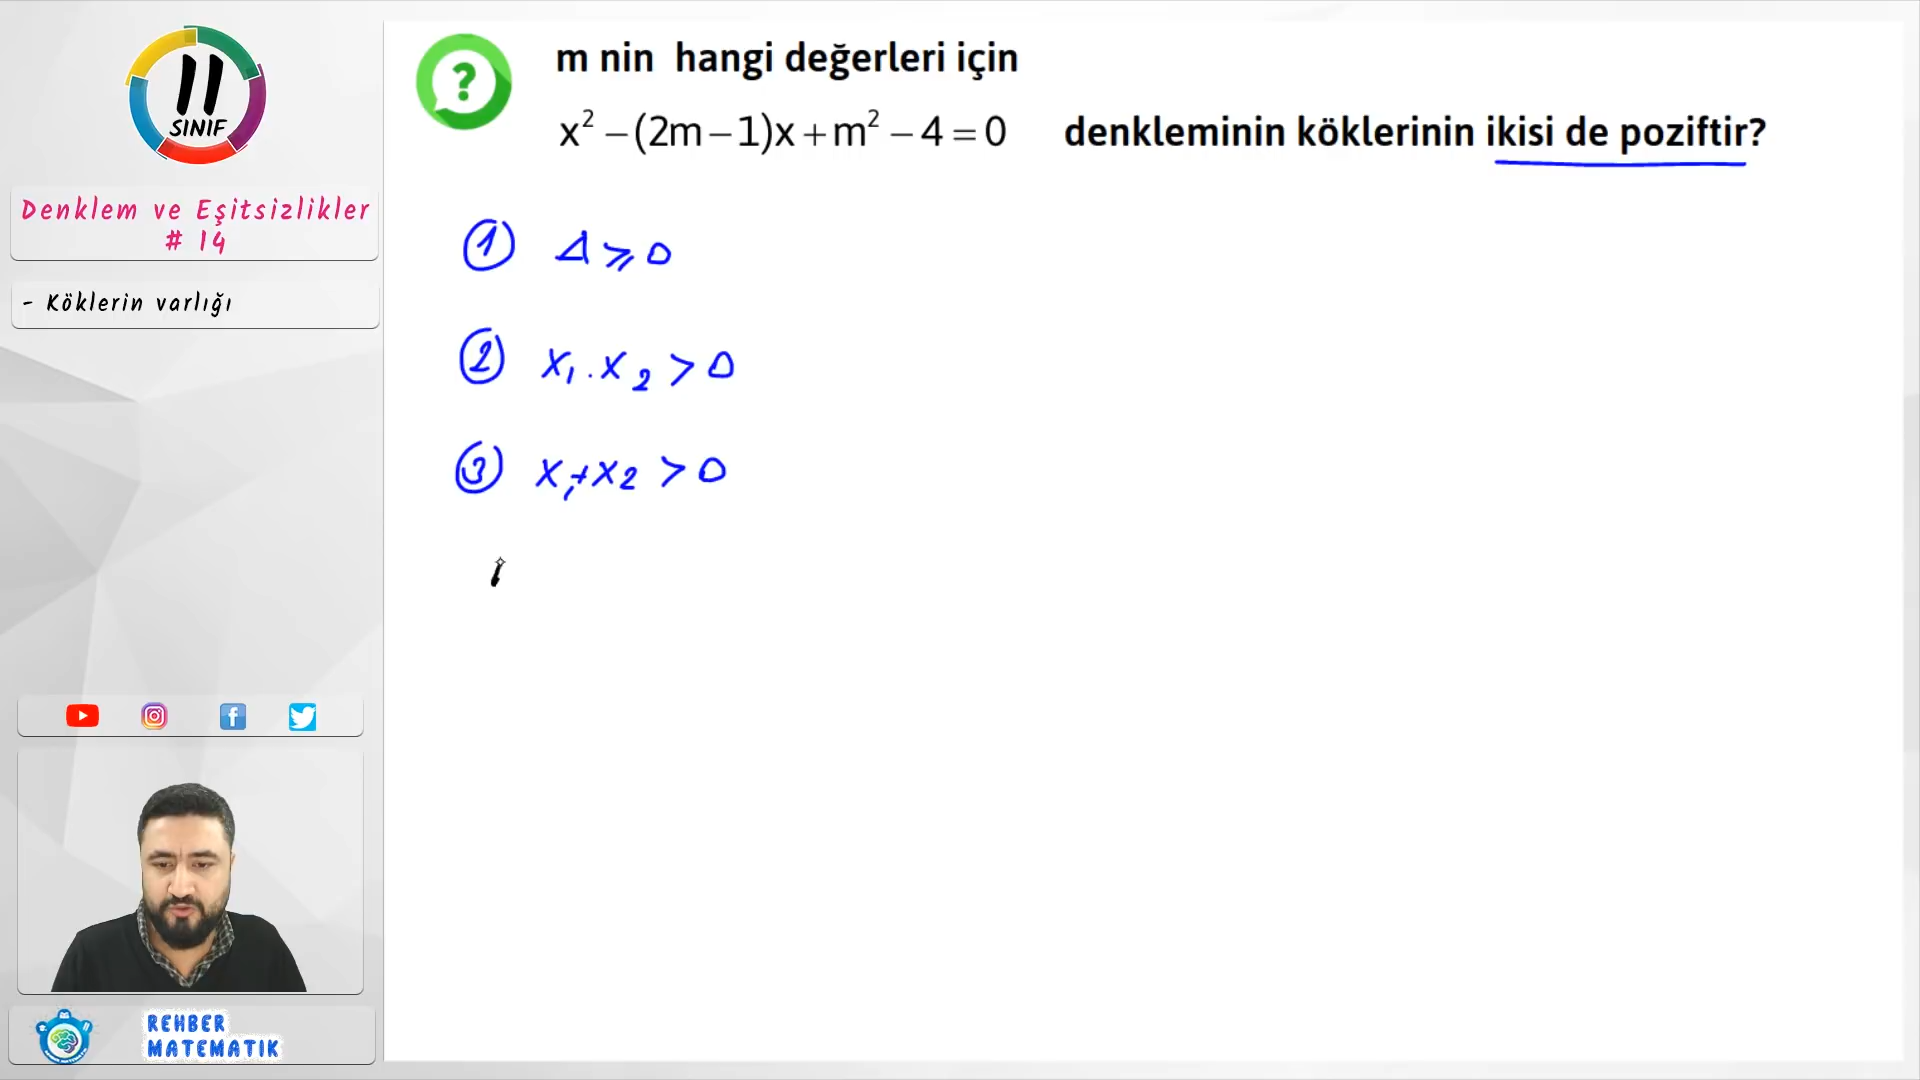 11
SINIF
Denklem ve Eşitsizlikler
# 14
- Köklerin varlığı
REHBER
MATEMATIK
?
m nin hangi değerleri için
x² – (2m – 1)x + m² – 4 = 0 denkleminin köklerinin ikisi de poziftir?
① Δ ⩾ 0
② x₁ . x₂ > 0
③ x₁ + x₂ > 0